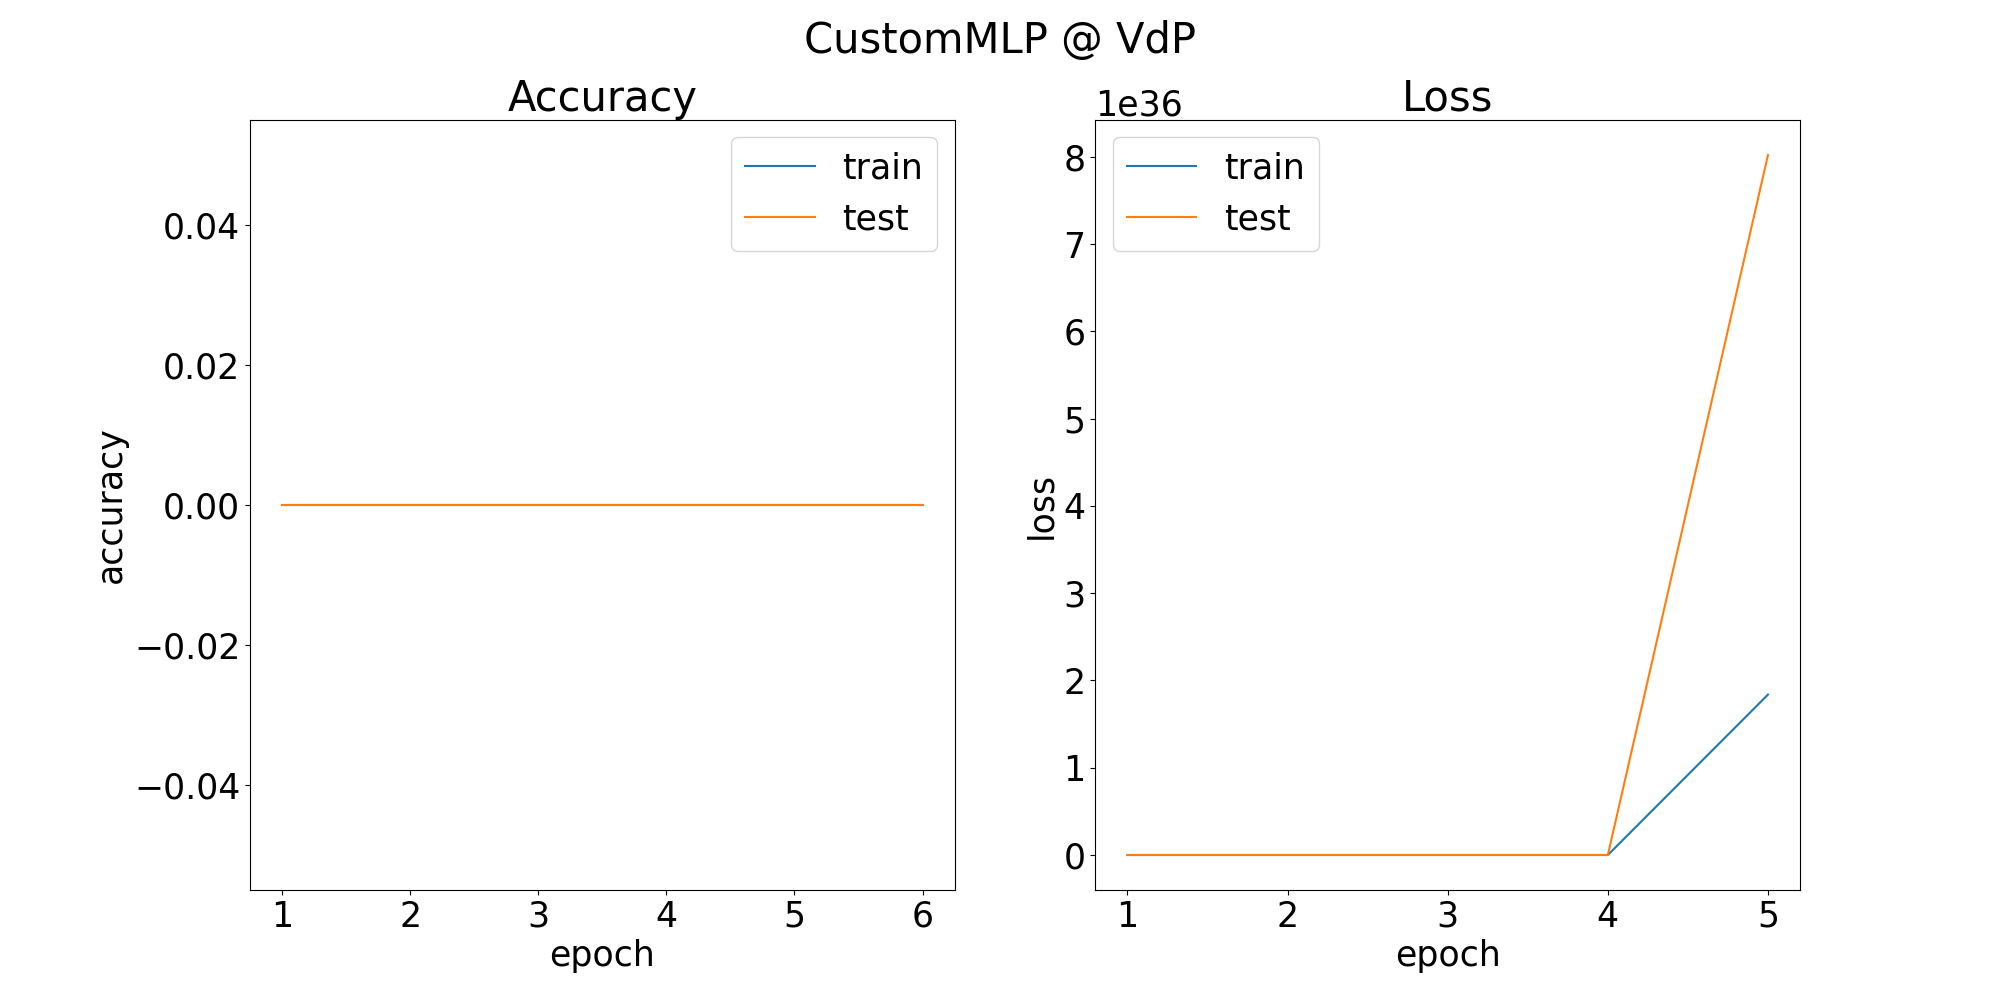 CustomMLP @ VdP
Accuracy
train
test
0.04
0.02
0.00
−0.02
−0.04
accuracy
1 2 3 4 5 6
epoch
Loss
1e36
train
test
8
7
6
5
4
3
2
1
0
loss
1 2 3 4 5
epoch